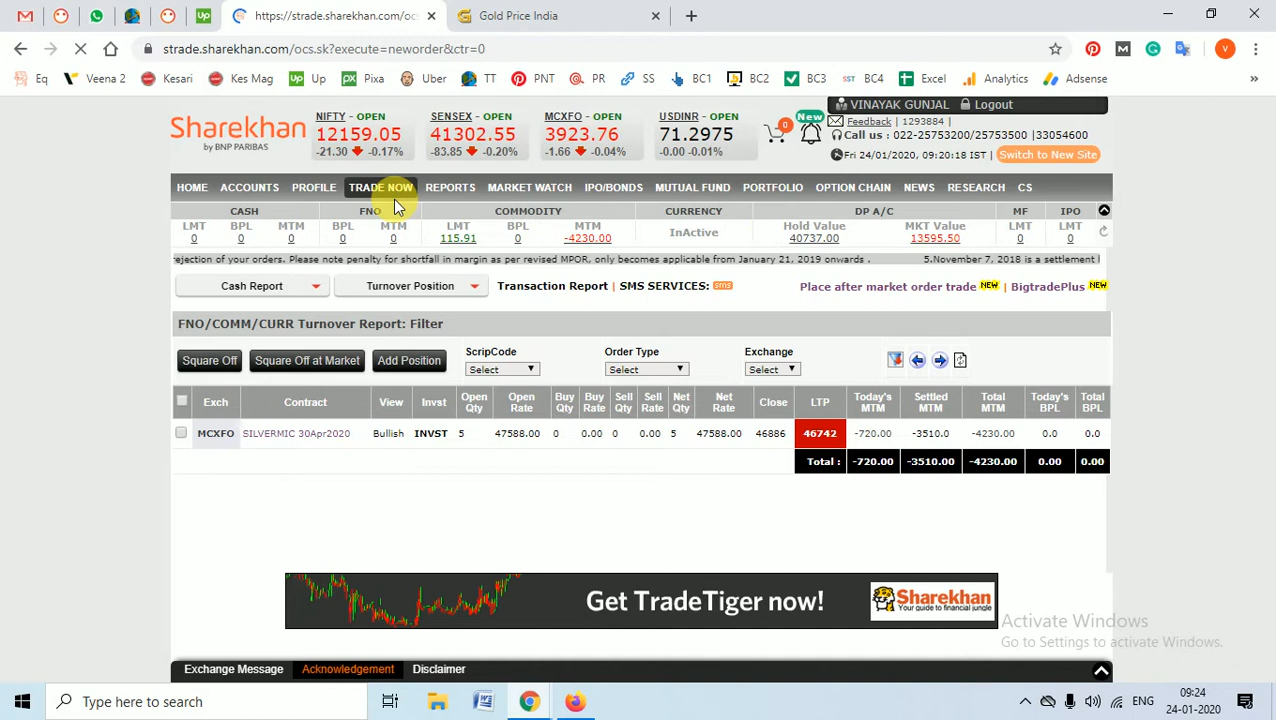 https://strade.sharekhan.com/ocs
Gold Price India
strade.sharekhan.com/ocs.sk?execute=neworder&ctr=0
Eq Veena 2 Kesari Kes Mag Up Pixa Uber TT PNT PR SS BC1 BC2 BC3 BC4 Excel Analytics Adsense »
Sharekhan
by BNP PARIBAS
NIFTY - OPEN
12159.05
-21.30 -0.17%
SENSEX - OPEN
41302.55
-83.85 -0.20%
MCXFO - OPEN
3923.76
-1.66 -0.04%
USDINR - OPEN
71.2975
-0.00 -0.01%
0
New
VINAYAK GUNJAL Logout
Feedback | 1293884 |
Call us : 022-25753200/25753500 |33054600
Fri 24/01/2020, 09:20:18 IST | Switch to New Site
HOME ACCOUNTS PROFILE TRADE NOW REPORTS MARKET WATCH IPO/BONDS MUTUAL FUND PORTFOLIO OPTION CHAIN NEWS RESEARCH CS
CASH FNO COMMODITY CURRENCY DP A/C MF IPO
LMT BPL MTM BPL MTM LMT BPL MTM InActive Hold Value MKT Value LMT LMT
0 0 0 0 0 115.91 0 -4230.00 40737.00 13595.50 0 0
ejection of your orders. Please note penalty for shortfall in margin as per revised MPOR, only becomes applicable from January 21, 2019 onwards . 5.November 7, 2018 is a settlement l
Cash Report Turnover Position Transaction Report | SMS SERVICES: sms Place after market order trade NEW | BigtradePlus NEW
FNO/COMM/CURR Turnover Report: Filter
Square Off Square Off at Market Add Position
ScripCode Order Type Exchange
Select Select Select
Exch Contract View Invst Open Qty Open Rate Buy Qty Buy Rate Sell Qty Sell Rate Net Qty Net Rate Close LTP Today's MTM Settled MTM Total MTM Today's BPL Total BPL
MCXFO SILVERMIC 30Apr2020 Bullish INVST 5 47588.00 0 0.00 0 0.00 5 47588.00 46886 46742 -720.00 -3510.0 -4230.00 0.0 0.0
Total : -720.00 -3510.00 -4230.00 0.00 0.00
Get TradeTiger now!
Sharekhan
Your guide to financial jungle
Activate Windows
Go to Settings to activate Windows.
Exchange Message Acknowledgement Disclaimer
Type here to search
ENG
09:24
24-01-2020